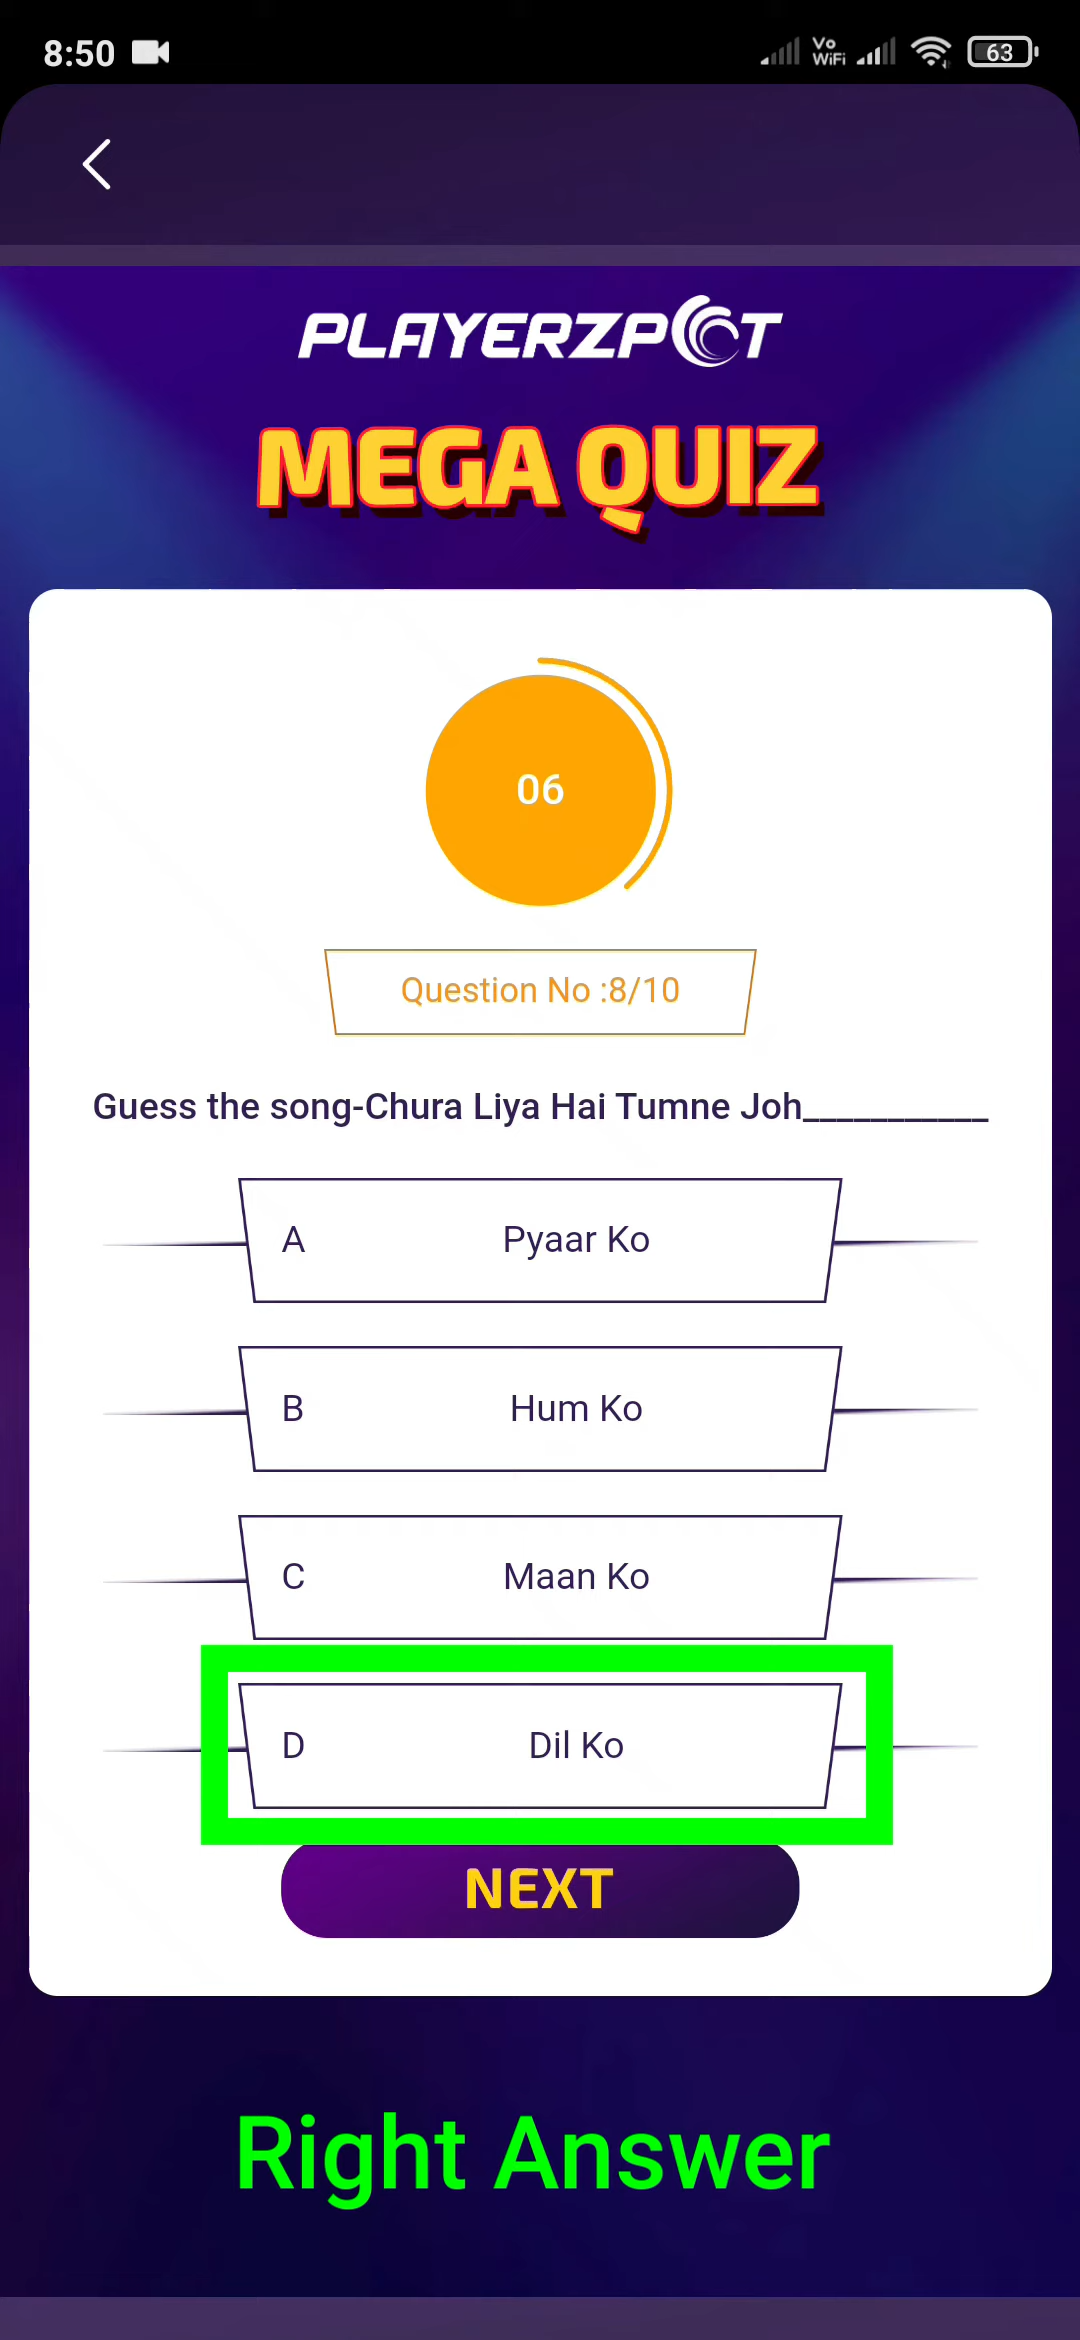 8:50
Vo
WiFi
63
PLAYERZPOT
MEGA QUIZ
06
Question No :8/10
Guess the song-Chura Liya Hai Tumne Joh___________
A Pyaar Ko
B Hum Ko
C Maan Ko
D Dil Ko
NEXT
Right Answer